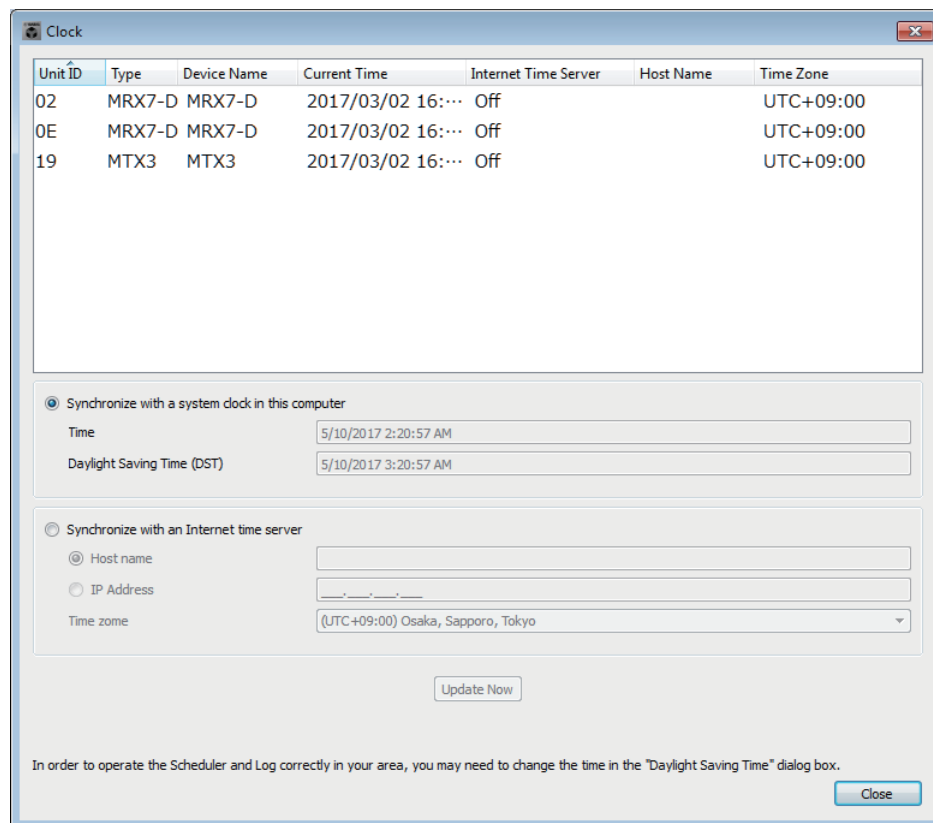 Clock
Unit ID Type Device Name Current Time Internet Time Server Host Name Time Zone
02 MRX7-D MRX7-D 2017/03/02 16:··· Off UTC+09:00
0E MRX7-D MRX7-D 2017/03/02 16:··· Off UTC+09:00
19 MTX3 MTX3 2017/03/02 16:··· Off UTC+09:00
Synchronize with a system clock in this computer
Time 5/10/2017 2:20:57 AM
Daylight Saving Time (DST) 5/10/2017 3:20:57 AM
Synchronize with an Internet time server
Host name
IP Address ___.___.___.___
Time zome (UTC+09:00) Osaka, Sapporo, Tokyo
Update Now
In order to operate the Scheduler and Log correctly in your area, you may need to change the time in the "Daylight Saving Time" dialog box.
Close